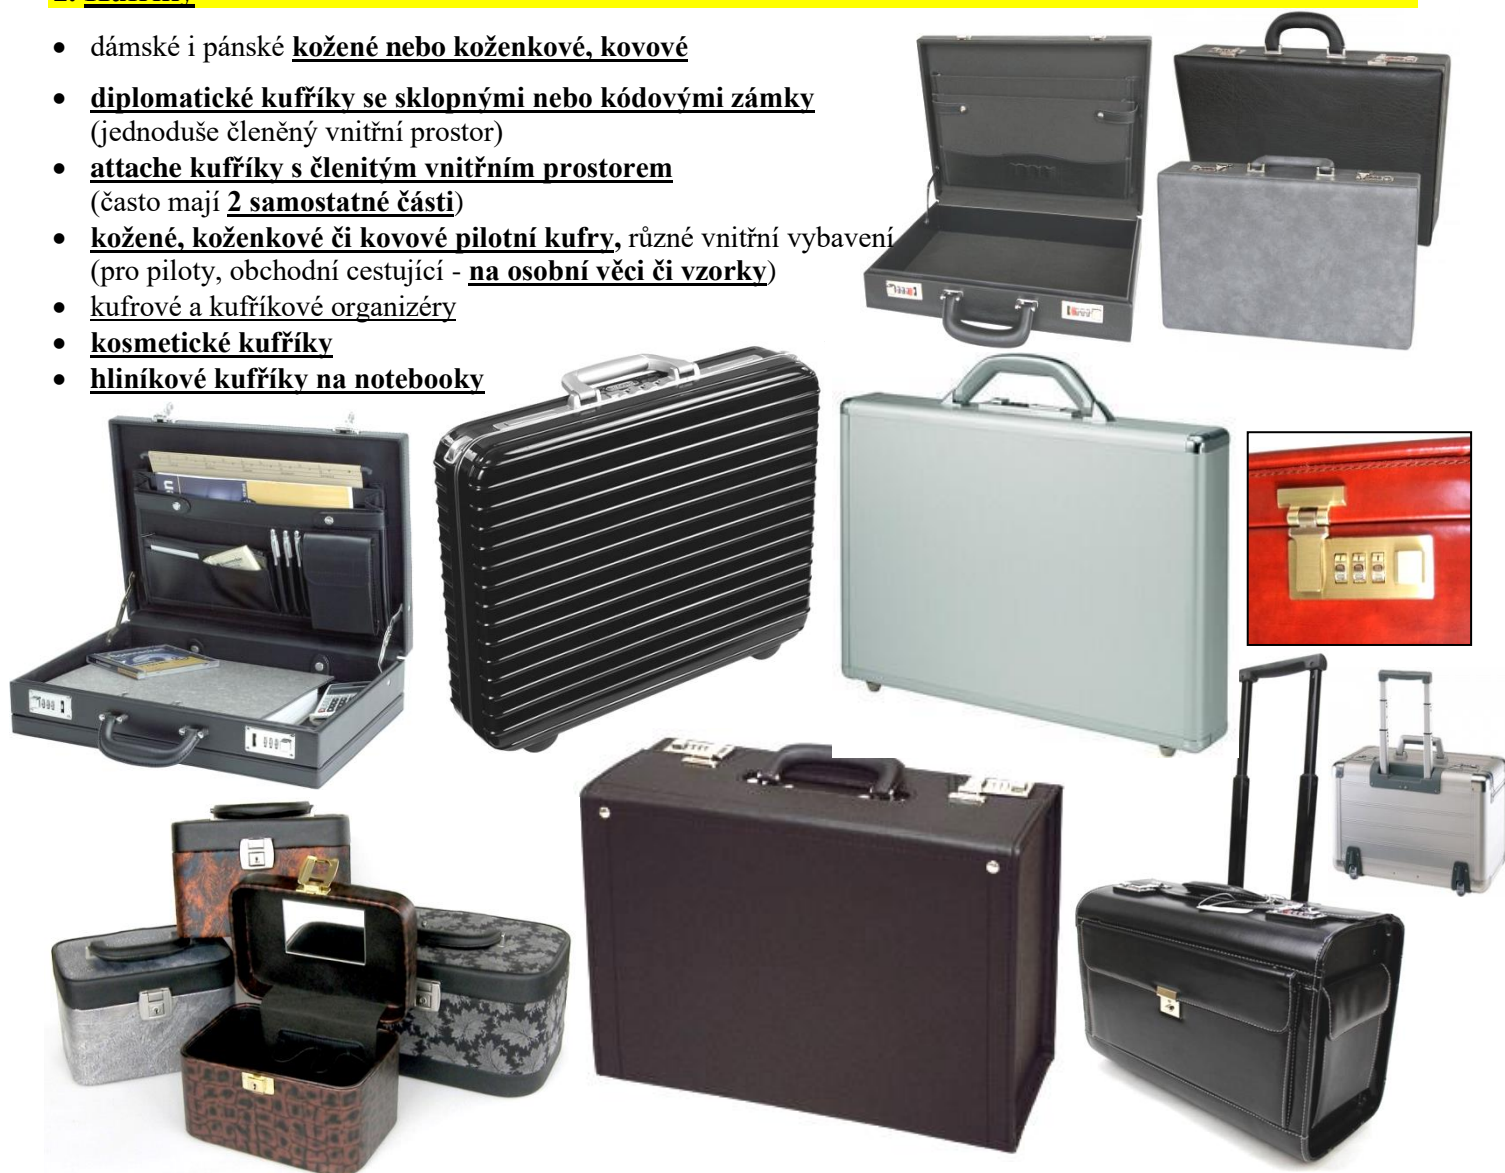 • dámské i pánské kožené nebo koženkové, kovové
• diplomatické kufříky se sklopnými nebo kódovými zámky
(jednoduše členěný vnitřní prostor)
• attache kufříky s členitým vnitřním prostorem
(často mají 2 samostatné části)
• kožené, koženkové či kovové pilotní kufry, různé vnitřní vybavení
(pro piloty, obchodní cestující - na osobní věci či vzorky)
• kufrové a kufříkové organizéry
• kosmetické kufříky
• hliníkové kufříky na notebooky